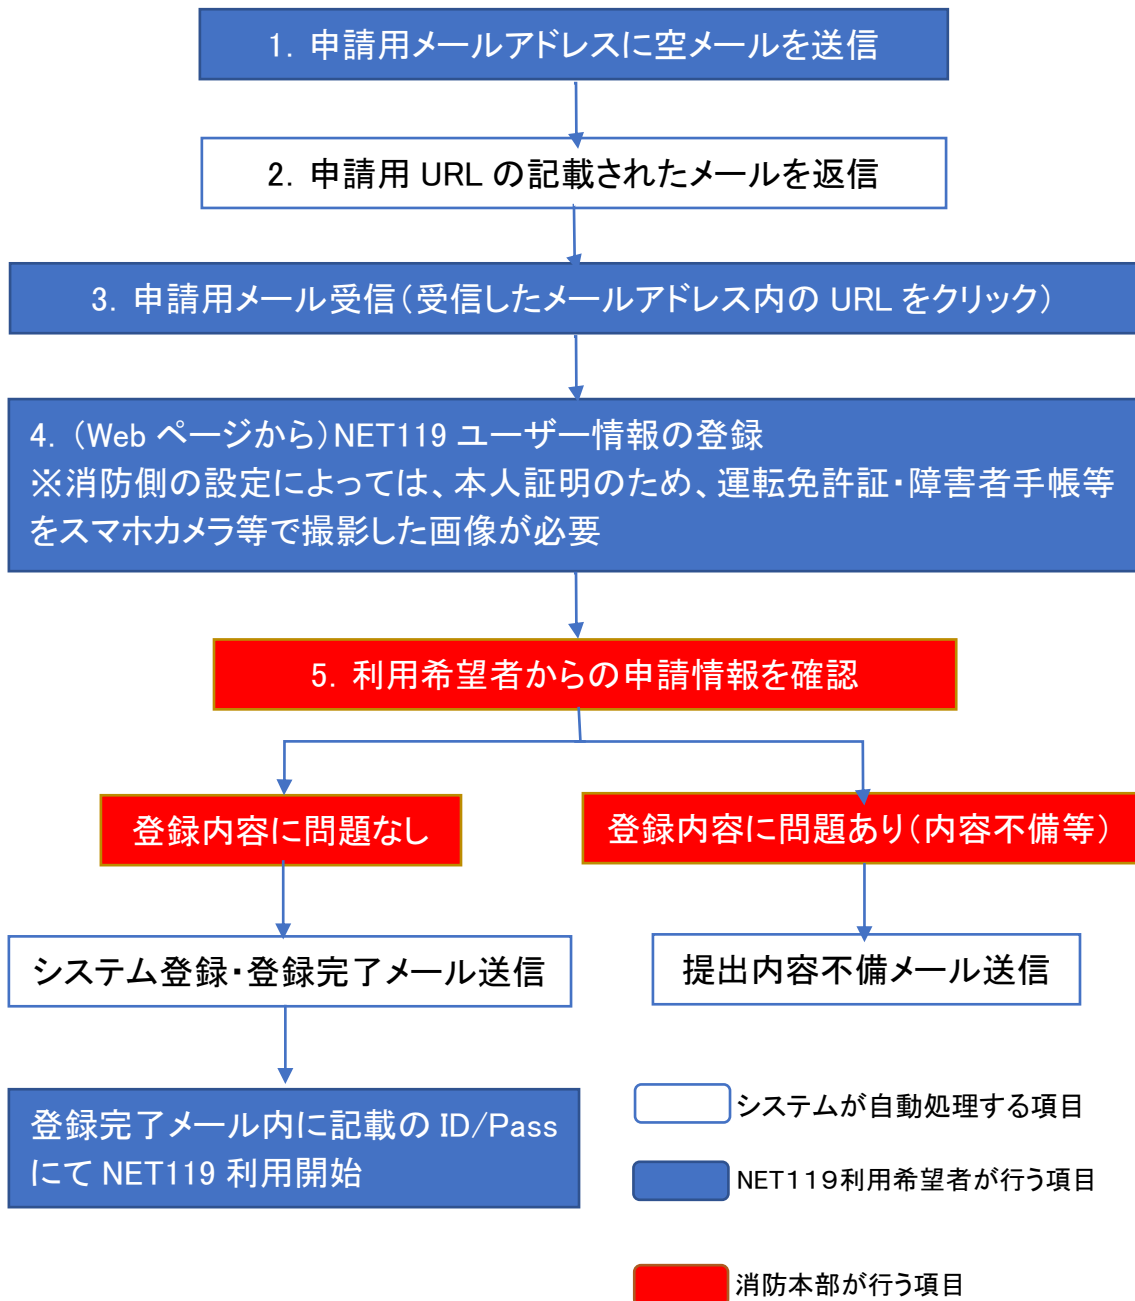 1. 申請用メールアドレスに空メールを送信
2. 申請用 URL の記載されたメールを返信
3. 申請用メール受信(受信したメールアドレス内の URL をクリック)
4. (Web ページから)NET119 ユーザー情報の登録
※消防側の設定によっては、本人証明のため、運転免許証・障害者手帳等
をスマホカメラ等で撮影した画像が必要
5. 利用希望者からの申請情報を確認
登録内容に問題なし
登録内容に問題あり(内容不備等)
システム登録・登録完了メール送信
提出内容不備メール送信
登録完了メール内に記載の ID/Pass
にて NET119 利用開始
システムが自動処理する項目
NET119利用希望者が行う項目
消防本部が行う項目